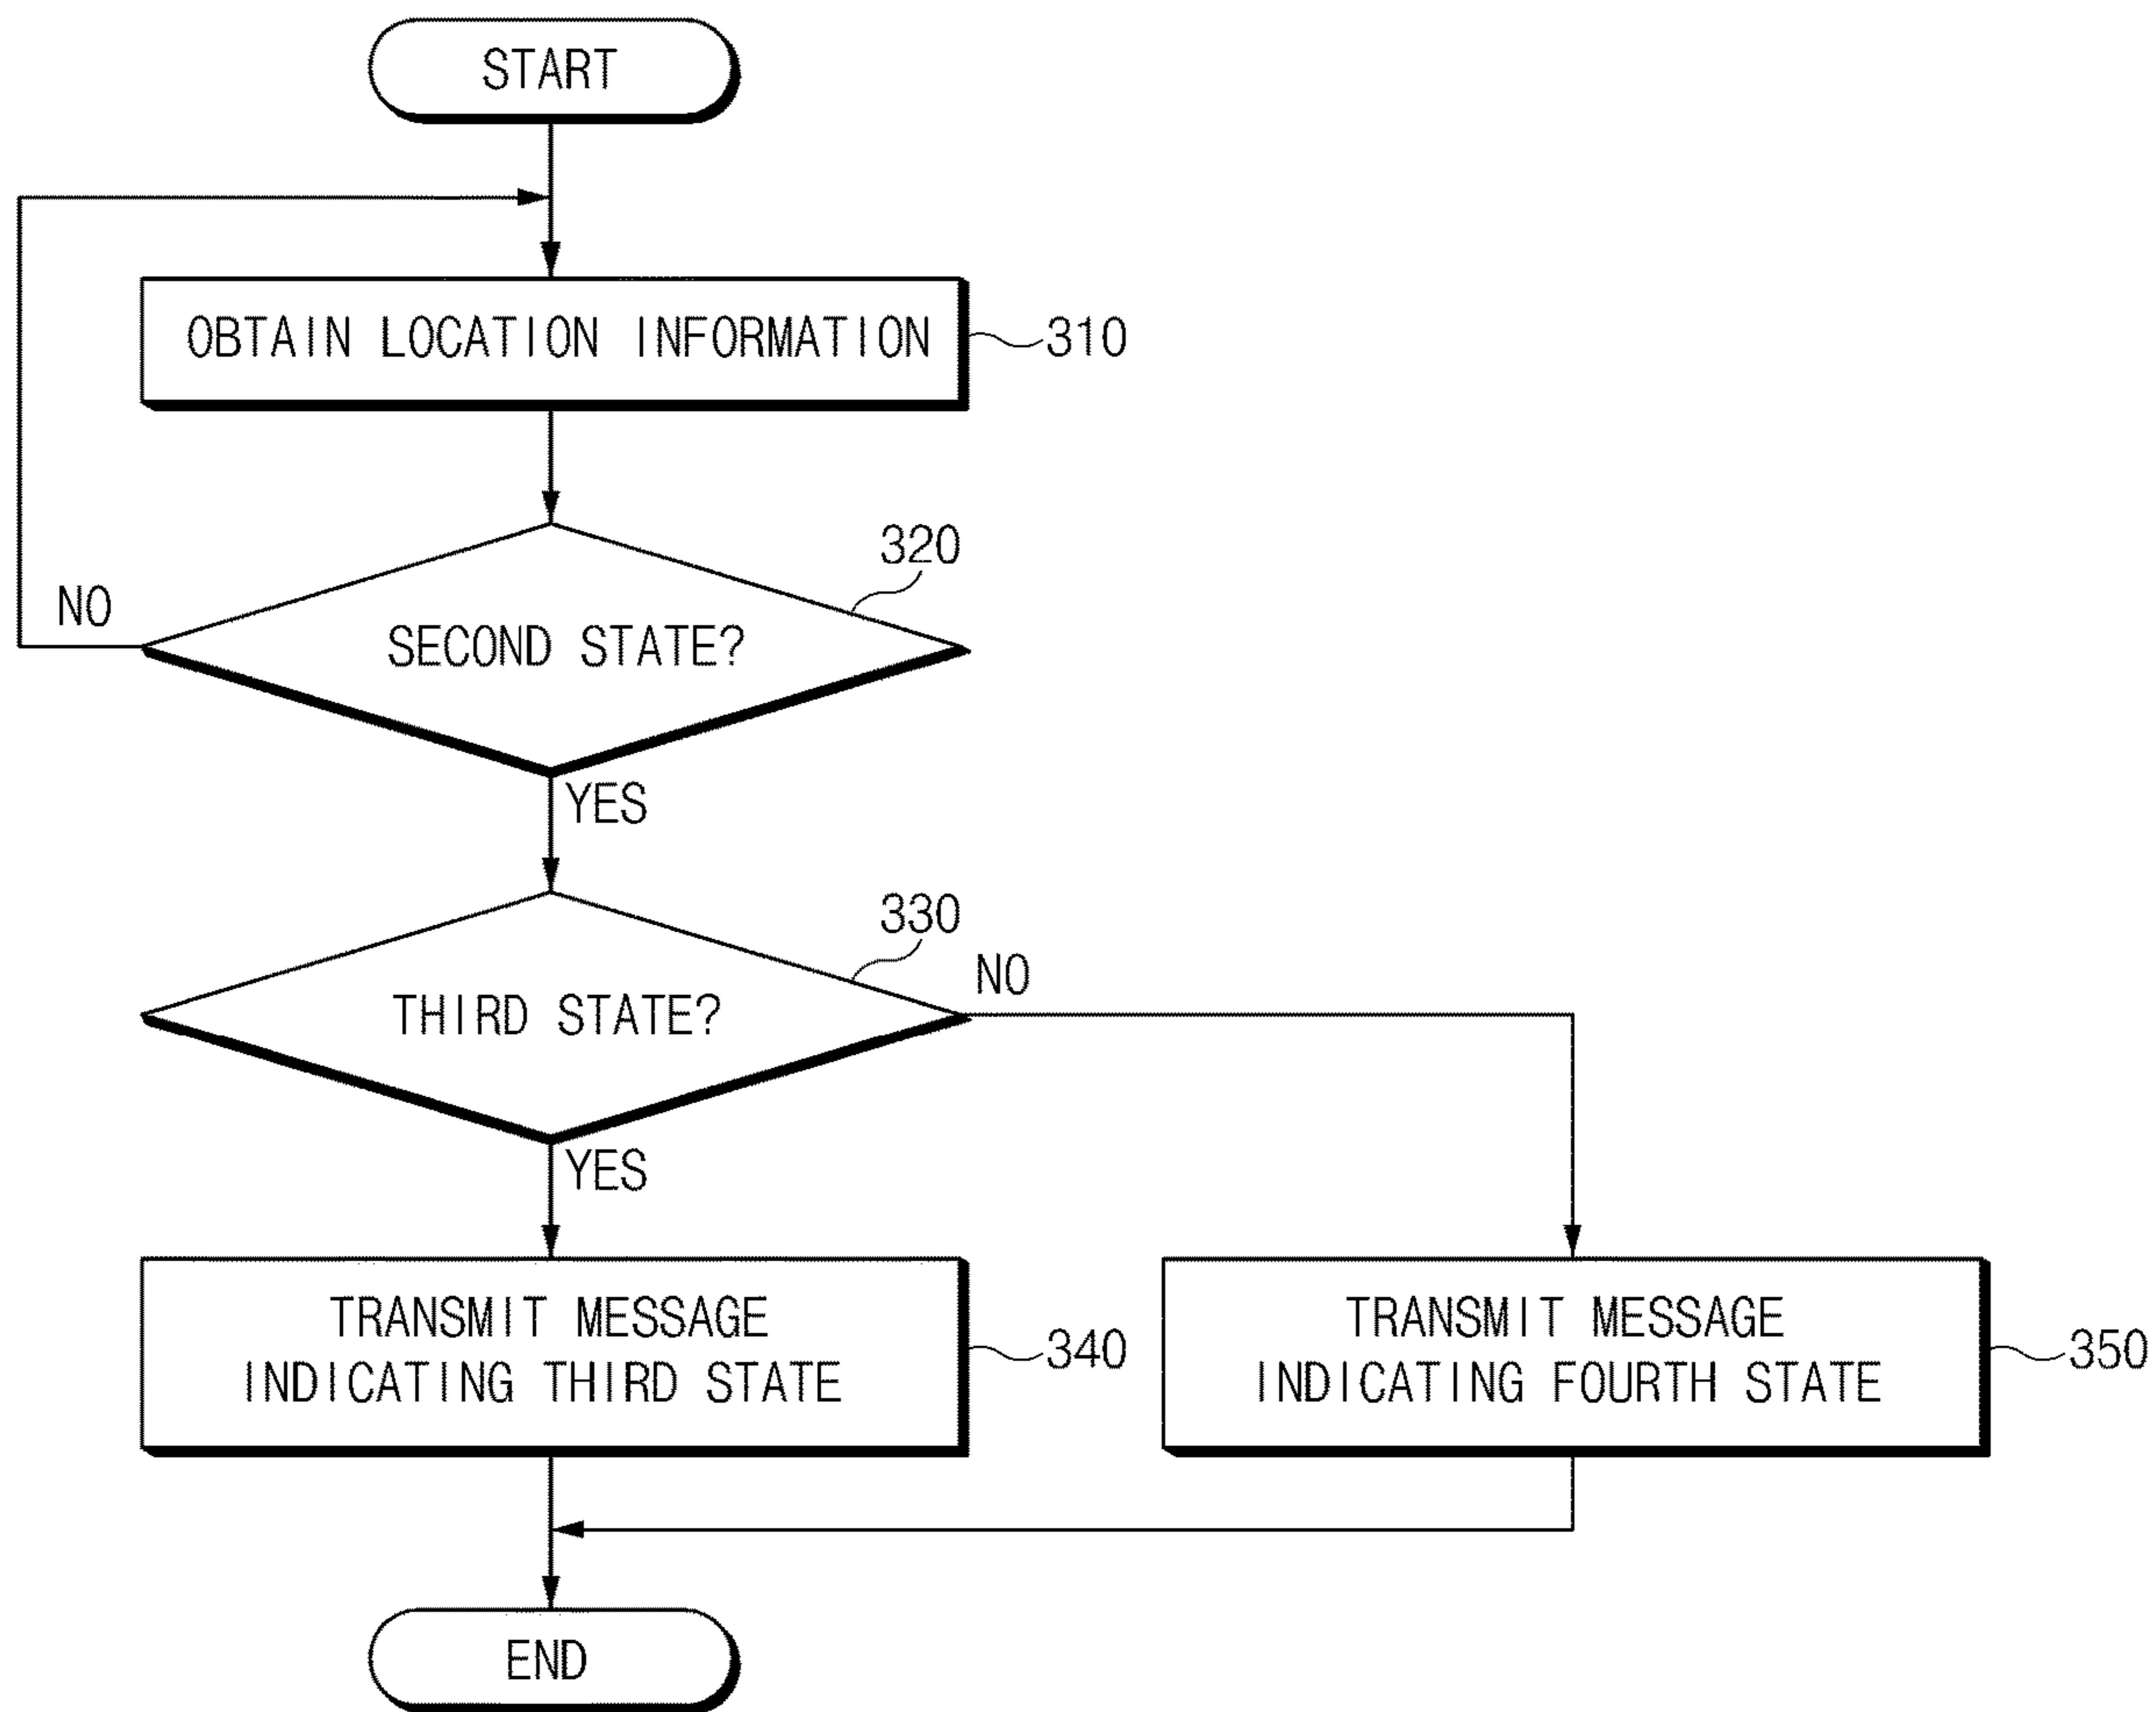 START
OBTAIN LOCATION INFORMATION
310
320
SECOND STATE?
NO
YES
330
THIRD STATE?
NO
YES
TRANSMIT MESSAGE
INDICATING THIRD STATE
340
TRANSMIT MESSAGE
INDICATING FOURTH STATE
350
END